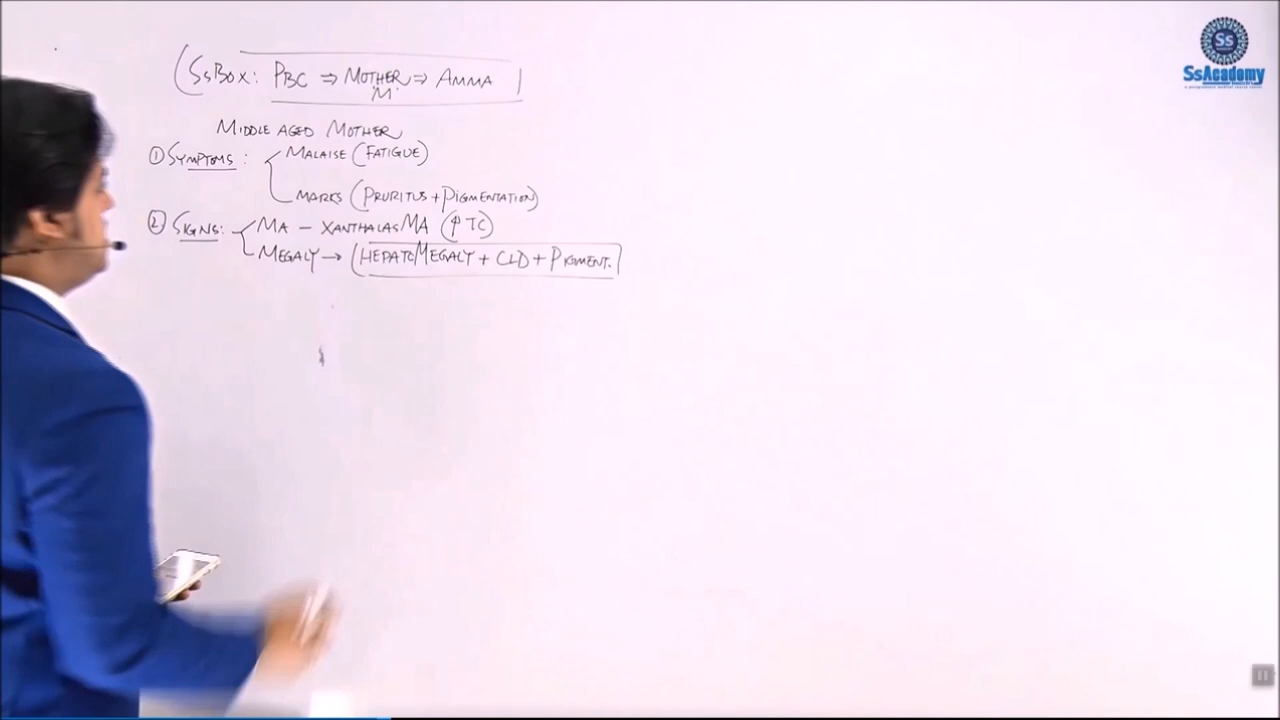 SsBox: PBC ⇒ MOTHER ⇒ AMMA
"M"
MIDDLE AGED MOTHER
① SYMPTOMS: MALAISE (FATIGUE)
MARKS (PRURITUS + PIGMENTATION)
② SIGNS: MA – XANTHALASMA (↑ TC)
MEGALY → (HEPATOMEGALY + CLD + PIGMENT.)
Ss
SsAcademy